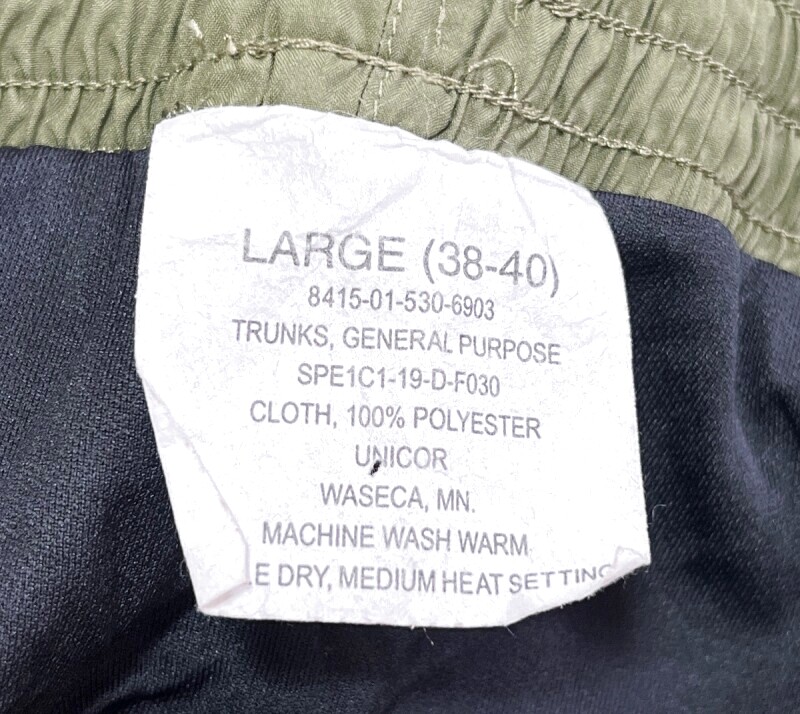 LARGE (38-40)
8415-01-530-6903
TRUNKS, GENERAL PURPOSE
SPE1C1-19-D-F030
CLOTH, 100% POLYESTER
UNICOR
WASECA, MN.
MACHINE WASH WARM
DRY, MEDIUM HEAT SETTING